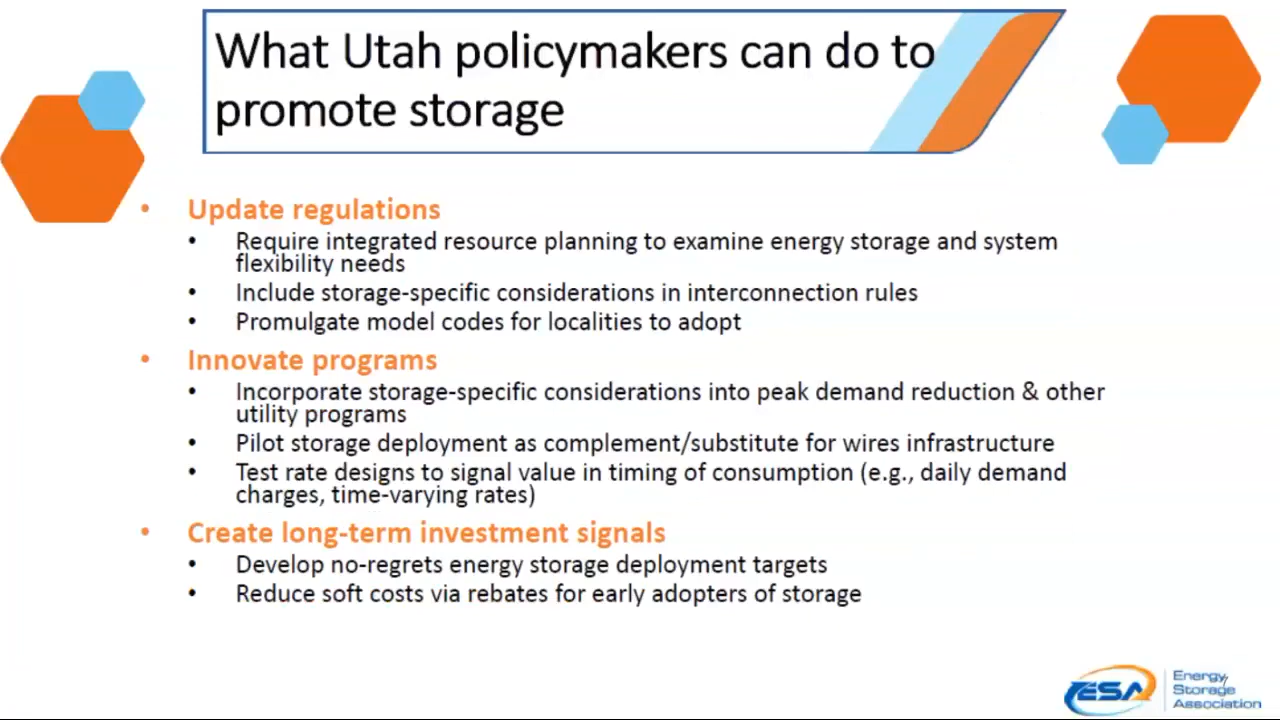 What Utah policymakers can do to
promote storage
• Update regulations
• Require integrated resource planning to examine energy storage and system
flexibility needs
• Include storage-specific considerations in interconnection rules
• Promulgate model codes for localities to adopt
• Innovate programs
• Incorporate storage-specific considerations into peak demand reduction & other
utility programs
• Pilot storage deployment as complement/substitute for wires infrastructure
• Test rate designs to signal value in timing of consumption (e.g., daily demand
charges, time-varying rates)
• Create long-term investment signals
• Develop no-regrets energy storage deployment targets
• Reduce soft costs via rebates for early adopters of storage
ESA
Energy
Storage
Association